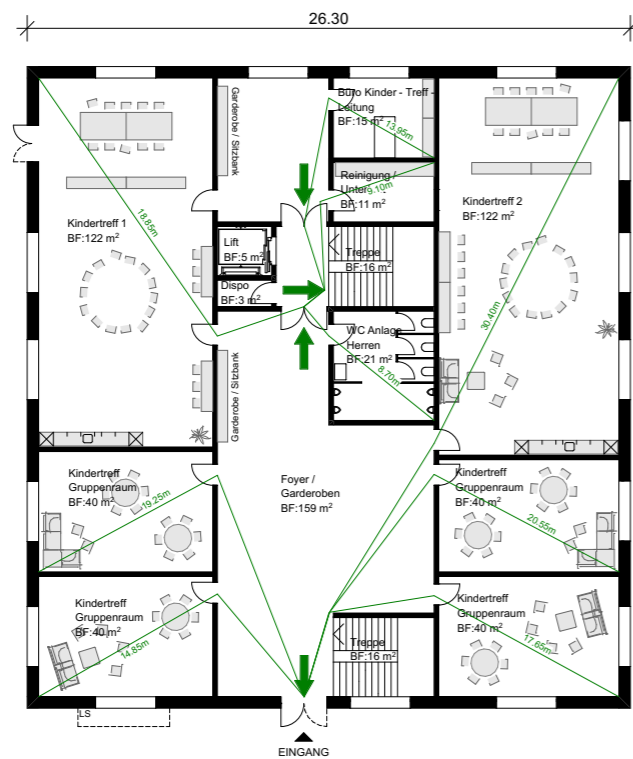 26.30
Garderobe / Sitzbank
Büro Kinder - Treff -
Leitung
BF:15 m²
13.95m
Reinigung /
Unter
BF:11 m²
9.10m
Kindertreff 1
BF:122 m²
18.85m
Kindertreff 2
BF:122 m²
30.40m
Lift
BF:5 m²
Dispo
BF:3 m²
Treppe
BF:16 m²
WC Anlage
Herren
BF:21 m²
8.70m
Garderobe / Sitzbank
Kindertreff
Gruppenraum
BF:40 m²
19.25m
Foyer /
Garderoben
BF:159 m²
Kindertreff
Gruppenraum
BF:40 m²
20.55m
Kindertreff
Gruppenraum
BF:40 m²
14.85m
Treppe
BF:16 m²
Kindertreff
Gruppenraum
BF:40 m²
17.65m
LS
EINGANG